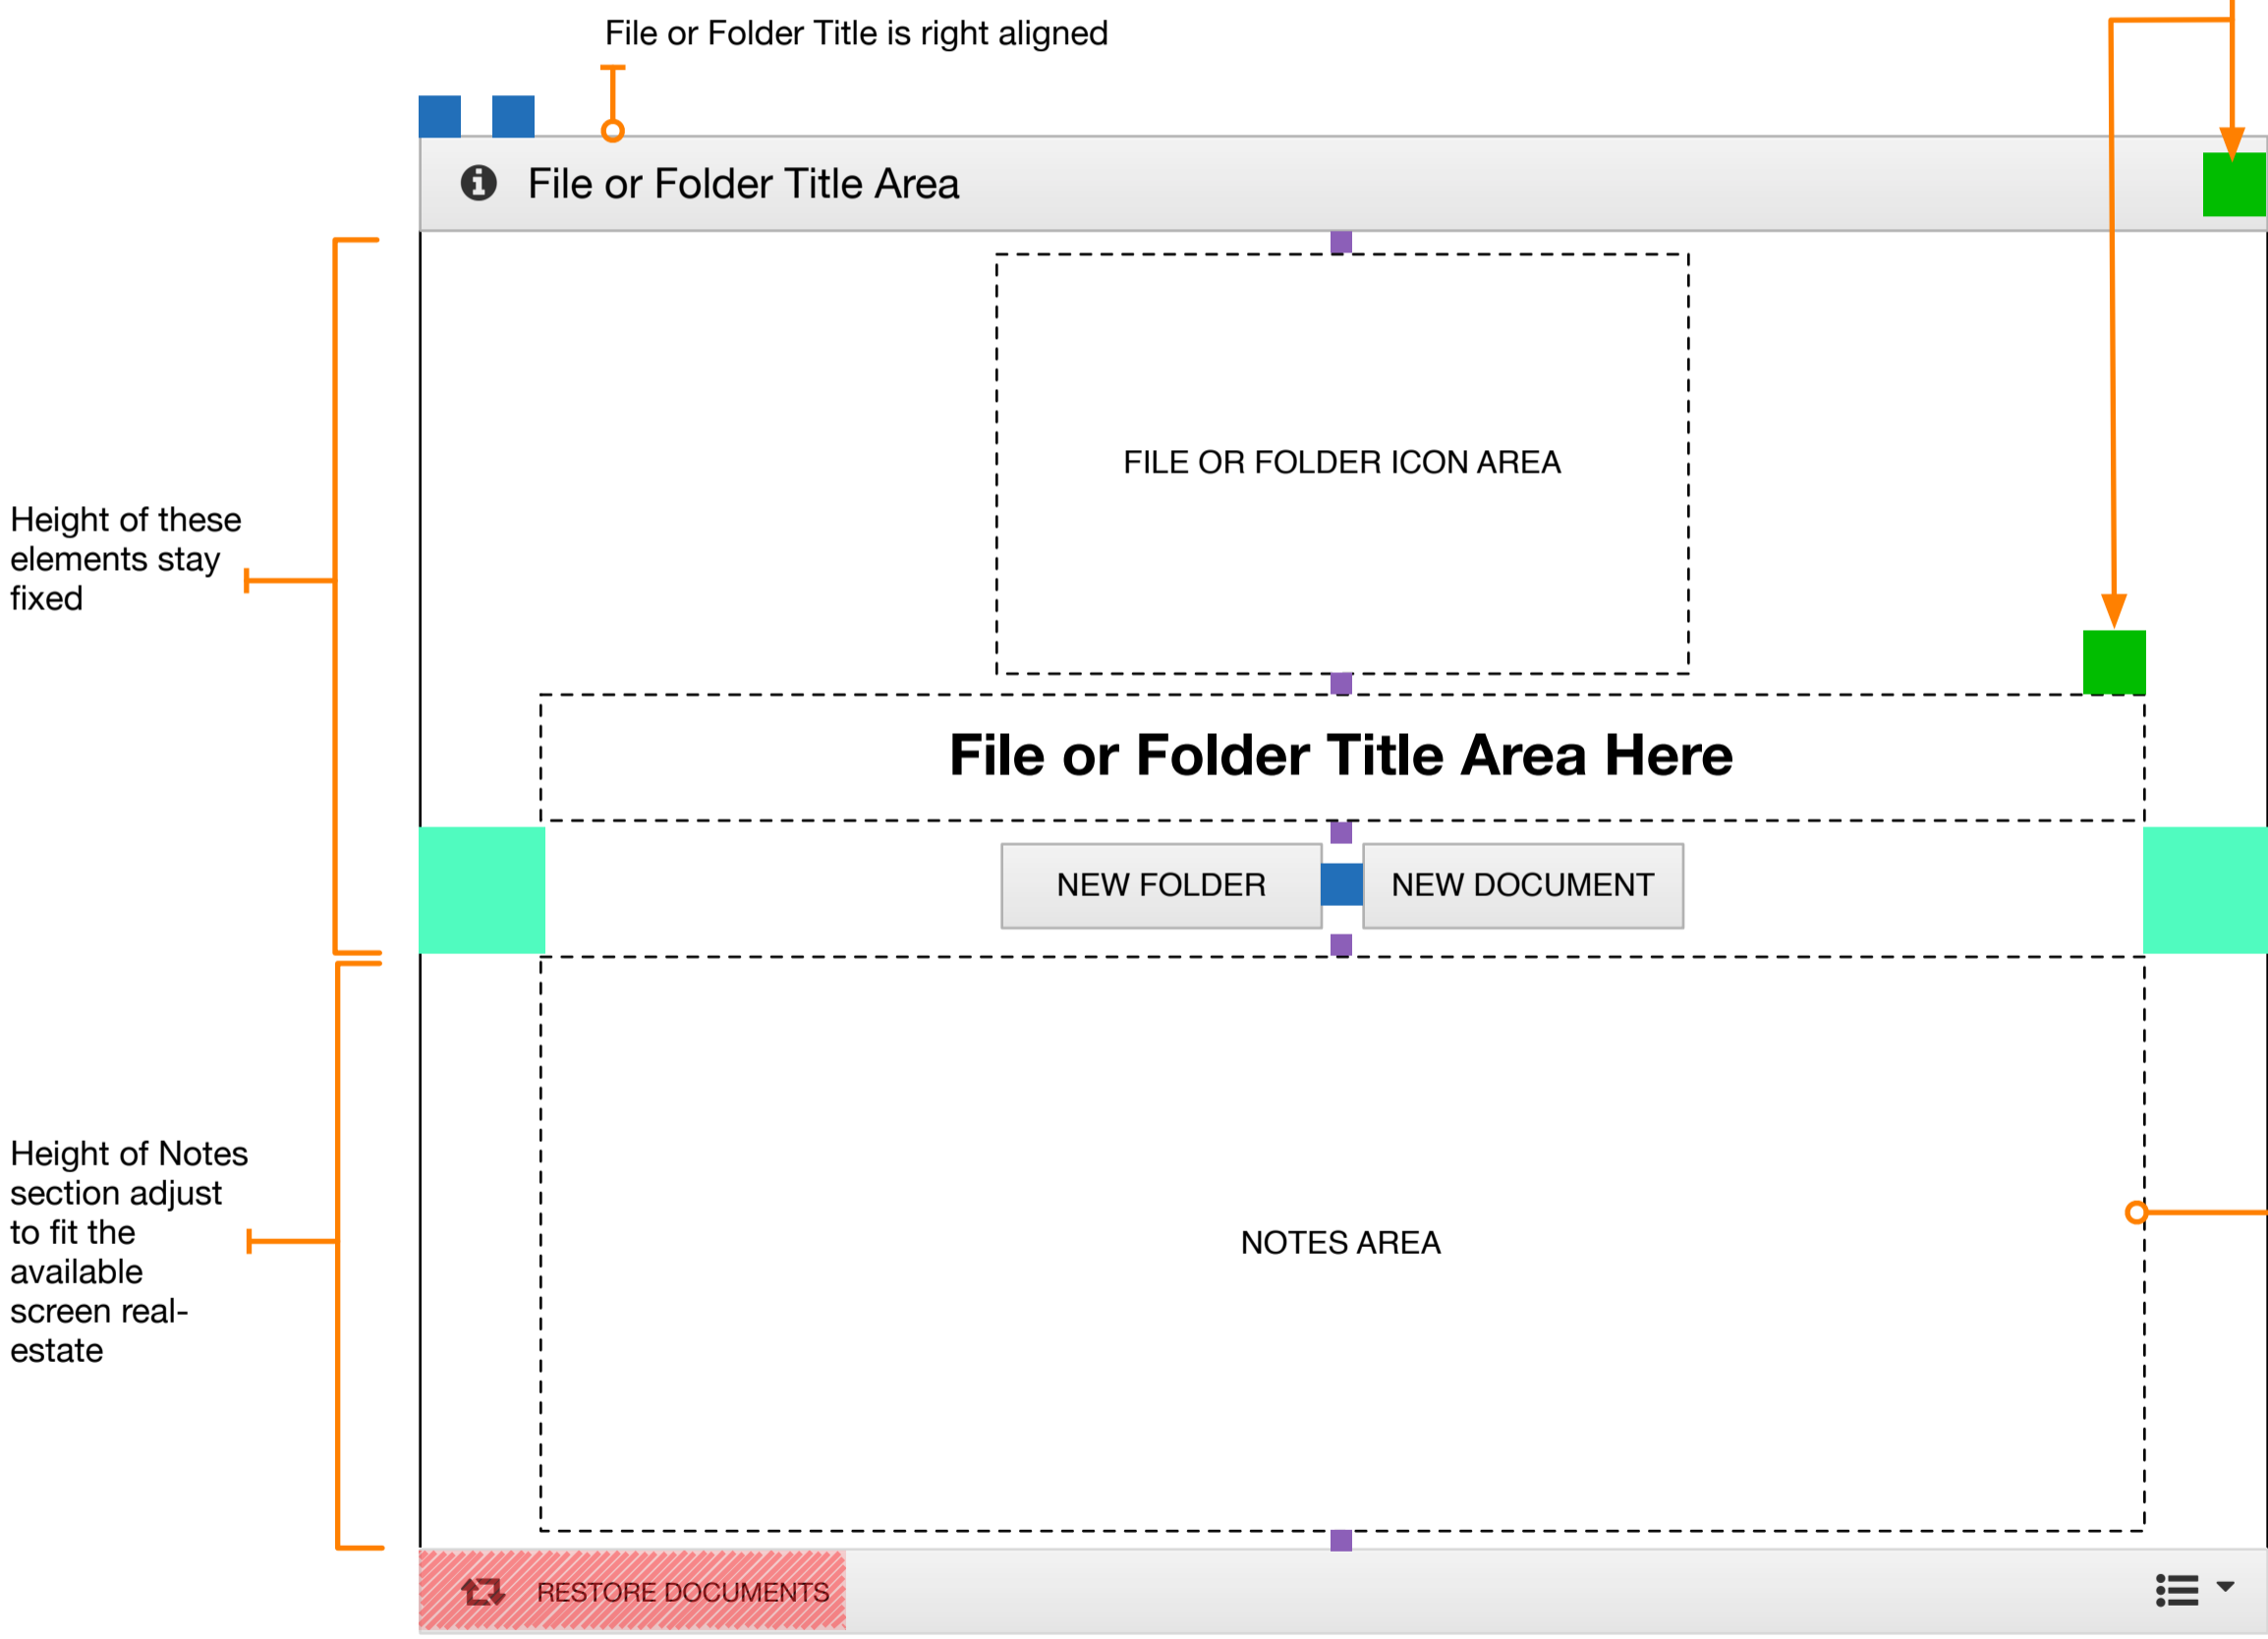 File or Folder Title is right aligned
File or Folder Title Area
FILE OR FOLDER ICON AREA
Height of these
elements stay
fixed
File or Folder Title Area Here
NEW FOLDER
NEW DOCUMENT
Height of Notes
section adjust
to fit the
available
screen real-
estate
NOTES AREA
RESTORE DOCUMENTS